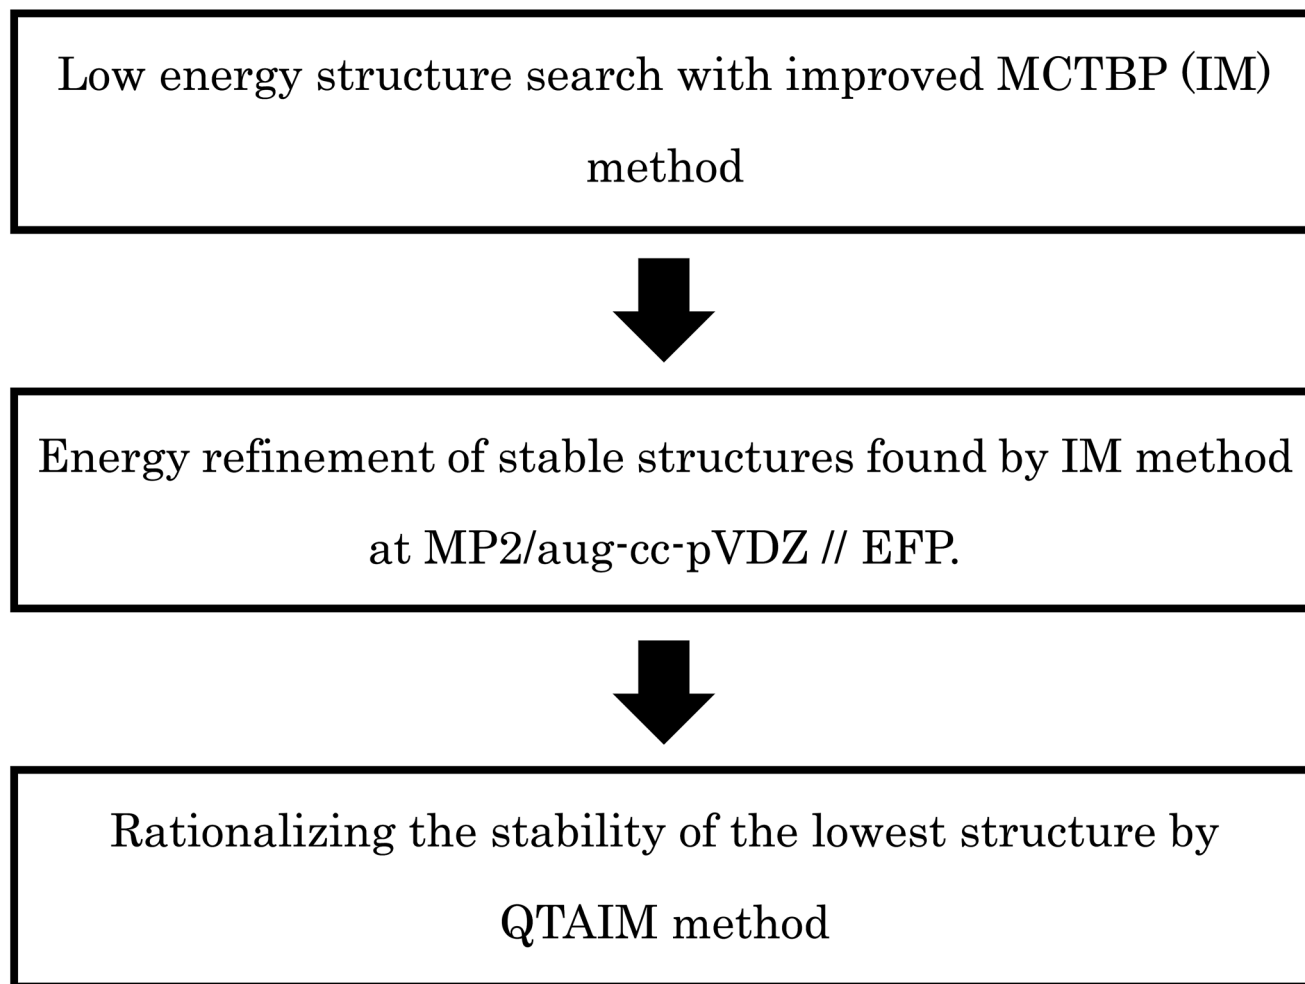 Low energy structure search with improved MCTBP (IM)
method
Energy refinement of stable structures found by IM method
at MP2/aug-cc-pVDZ // EFP.
Rationalizing the stability of the lowest structure by
QTAIM method